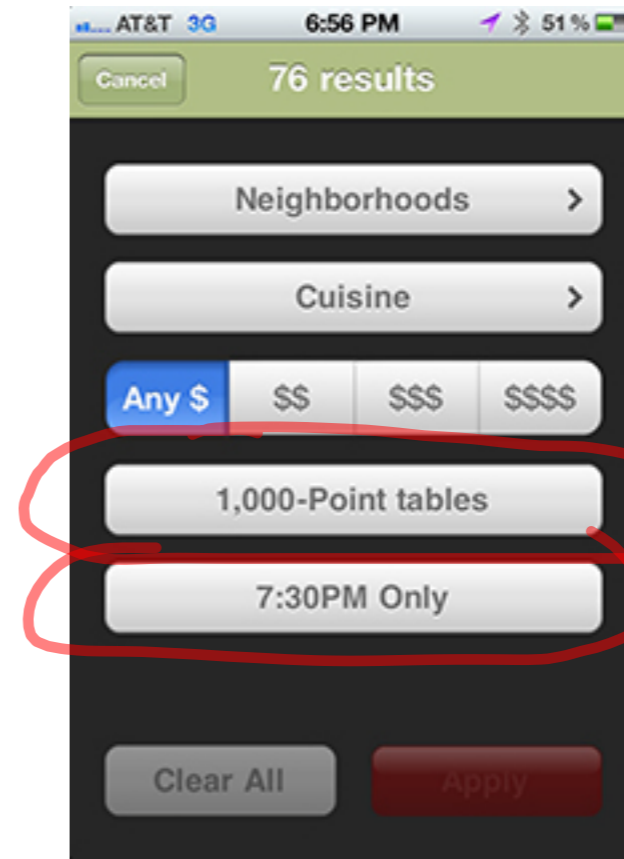 AT&T 3G 6:56 PM 51 %
Cancel 76 results
Neighborhoods
Cuisine
Any $ $$ $$$ $$$$
1,000-Point tables
7:30PM Only
Clear All Apply